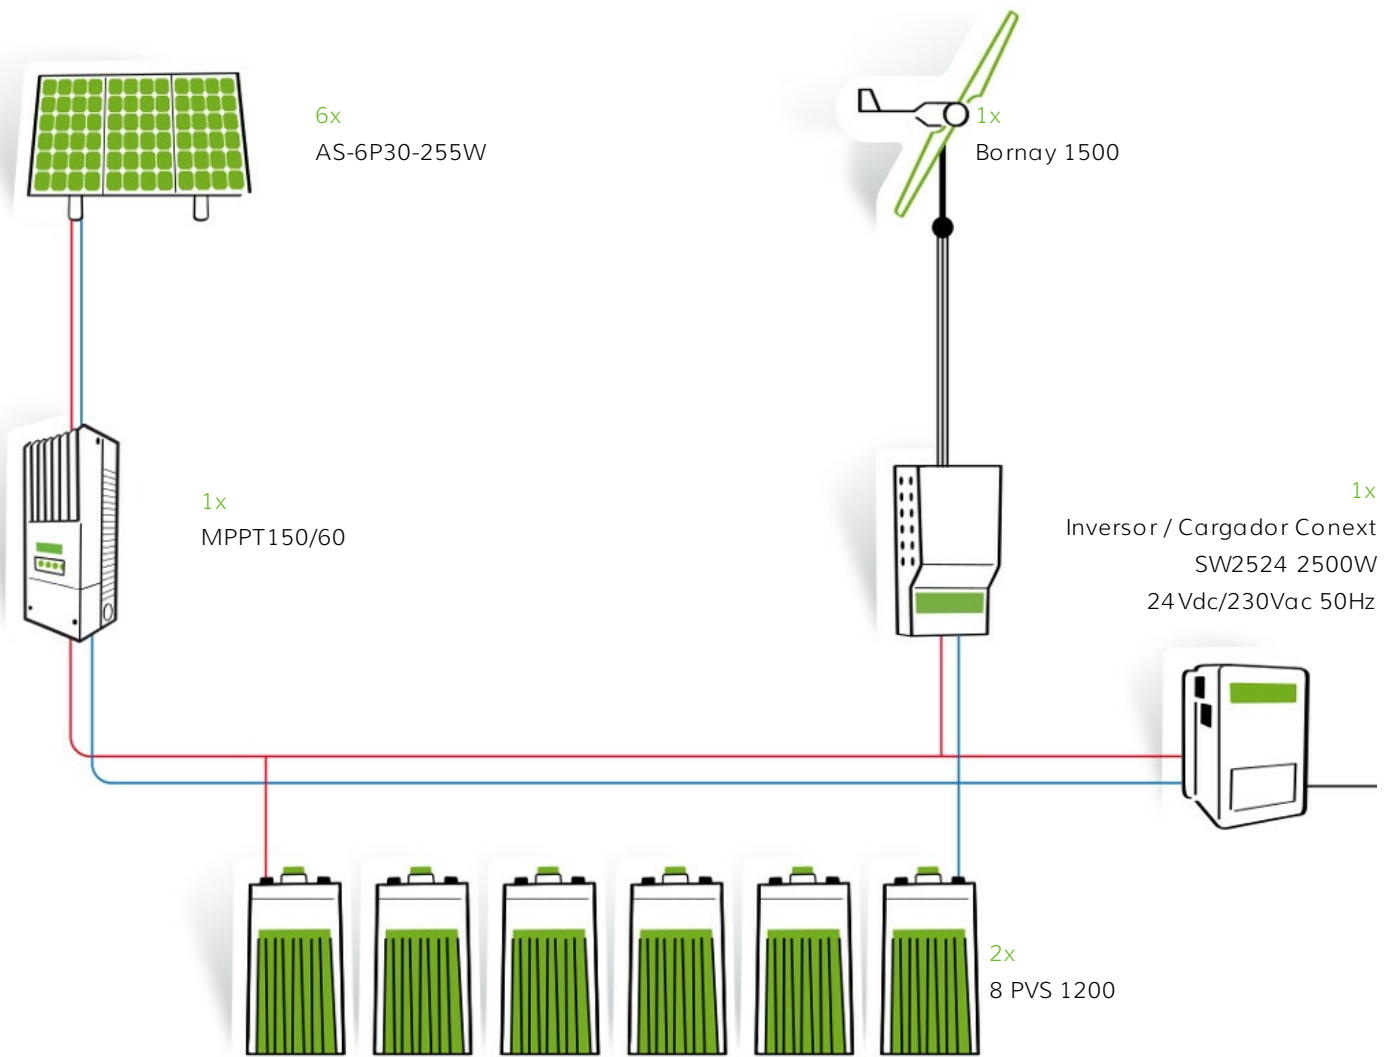 6x
AS-6P30-255W
1x
Bornay 1500
1x
MPPT150/60
1x
Inversor / Cargador Conext
SW2524 2500W
24Vdc/230Vac 50Hz
2x
8 PVS 1200